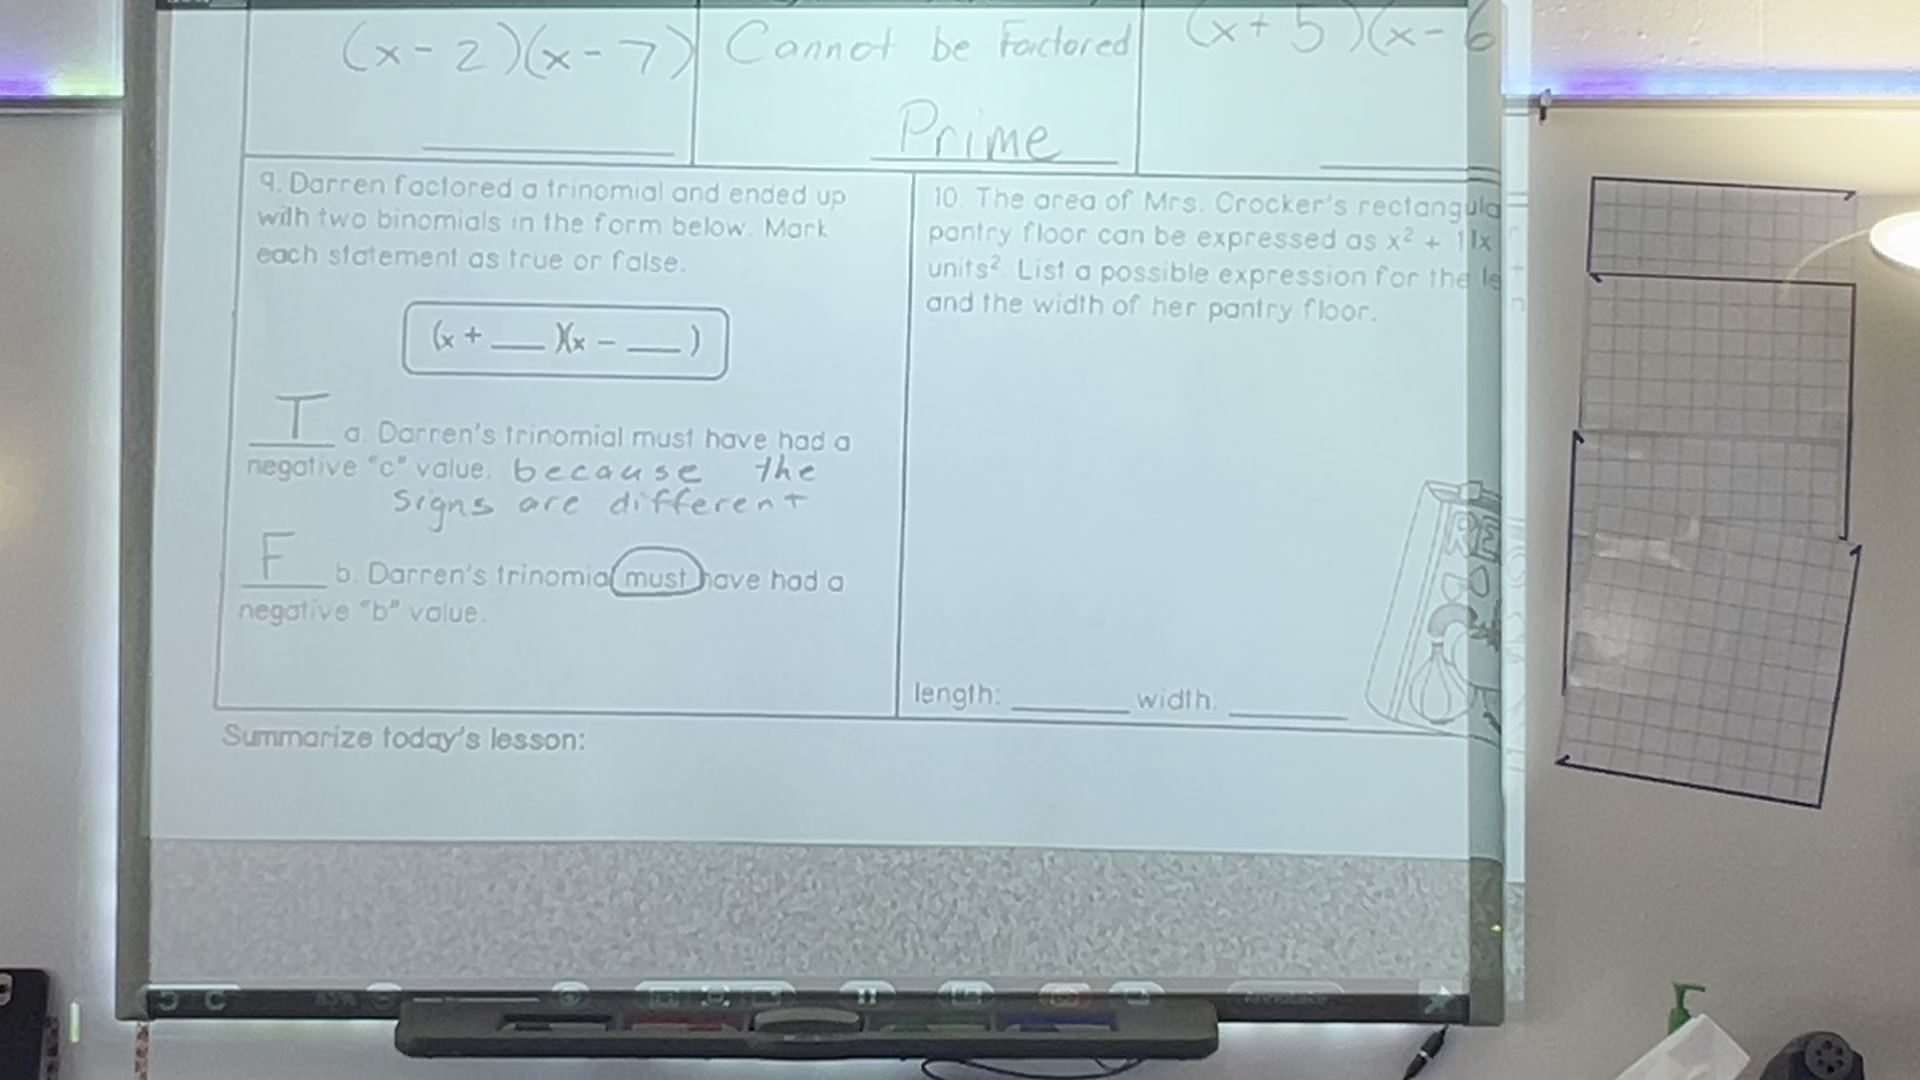 (x - 2)(x - 7)
Cannot be Factored
Prime
(x + 5)(x - 6
9. Darren factored a trinomial and ended up
with two binomials in the form below. Mark
each statement as true or false.
(x + ___ )(x - ___ )
T a. Darren's trinomial must have had a
negative "c" value. because the
signs are different
F b. Darren's trinomial must have had a
negative "b" value.
10. The area of Mrs. Crocker's rectangula
pantry floor can be expressed as x² + 11x
units². List a possible expression for the le
and the width of her pantry floor.
length: ______ width: ______
Summarize today's lesson: